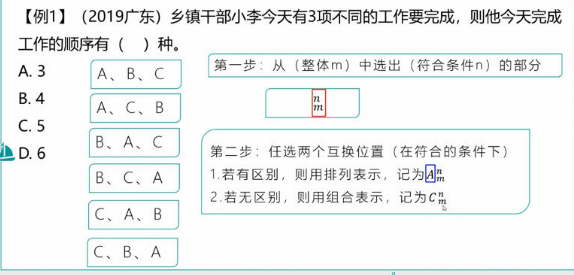 【例1】（2019广东）乡镇干部小李今天有3项不同的工作要完成，则他今天完成
工作的顺序有（ ）种。
A. 3
B. 4
C. 5
D. 6
A、B、C
A、C、B
B、A、C
B、C、A
C、A、B
C、B、A
第一步：从（整体m）中选出（符合条件n）的部分
n
m
第二步：任选两个互换位置（在符合的条件下）
1.若有区别，则用排列表示，记为A n m
2.若无区别，则用组合表示，记为C n m